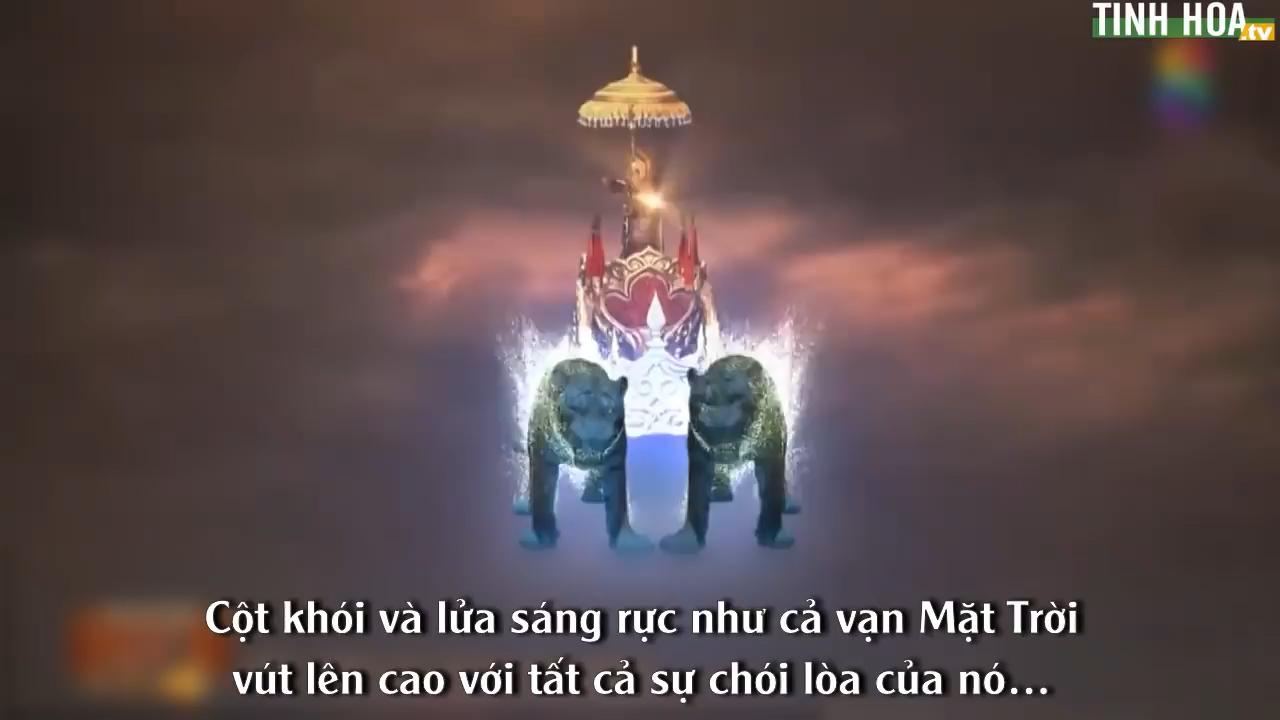 TINH HOA
.tv
Cột khói và lửa sáng rực như cả vạn Mặt Trời
vút lên cao với tất cả sự chói lòa của nó...